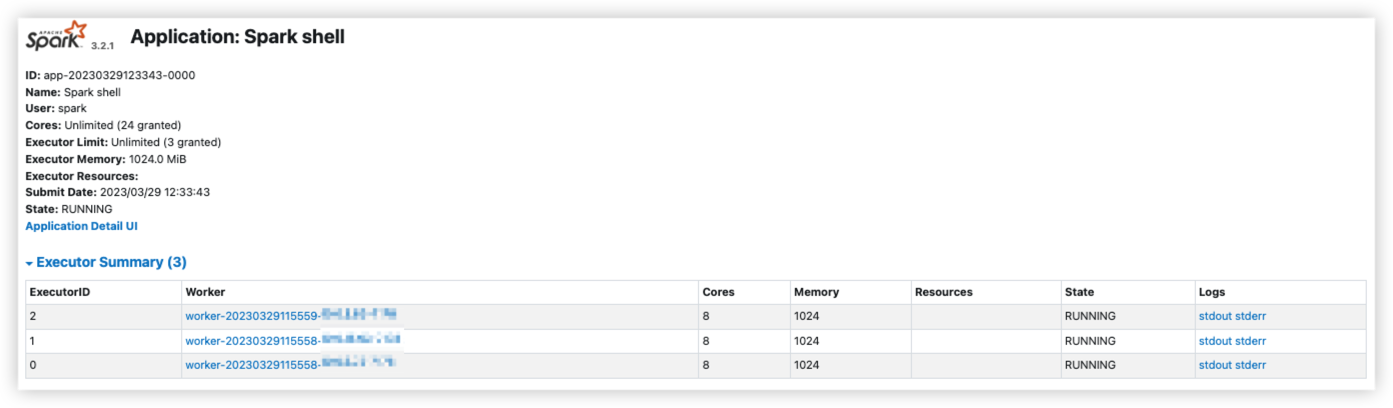 APACHE
Spark 3.2.1 Application: Spark shell
ID: app-20230329123343-0000
Name: Spark shell
User: spark
Cores: Unlimited (24 granted)
Executor Limit: Unlimited (3 granted)
Executor Memory: 1024.0 MiB
Executor Resources:
Submit Date: 2023/03/29 12:33:43
State: RUNNING
Application Detail UI
Executor Summary (3)
ExecutorID Worker Cores Memory Resources State Logs
2 worker-20230329115559- 8 1024 RUNNING stdout stderr
1 worker-20230329115558- 8 1024 RUNNING stdout stderr
0 worker-20230329115558- 8 1024 RUNNING stdout stderr